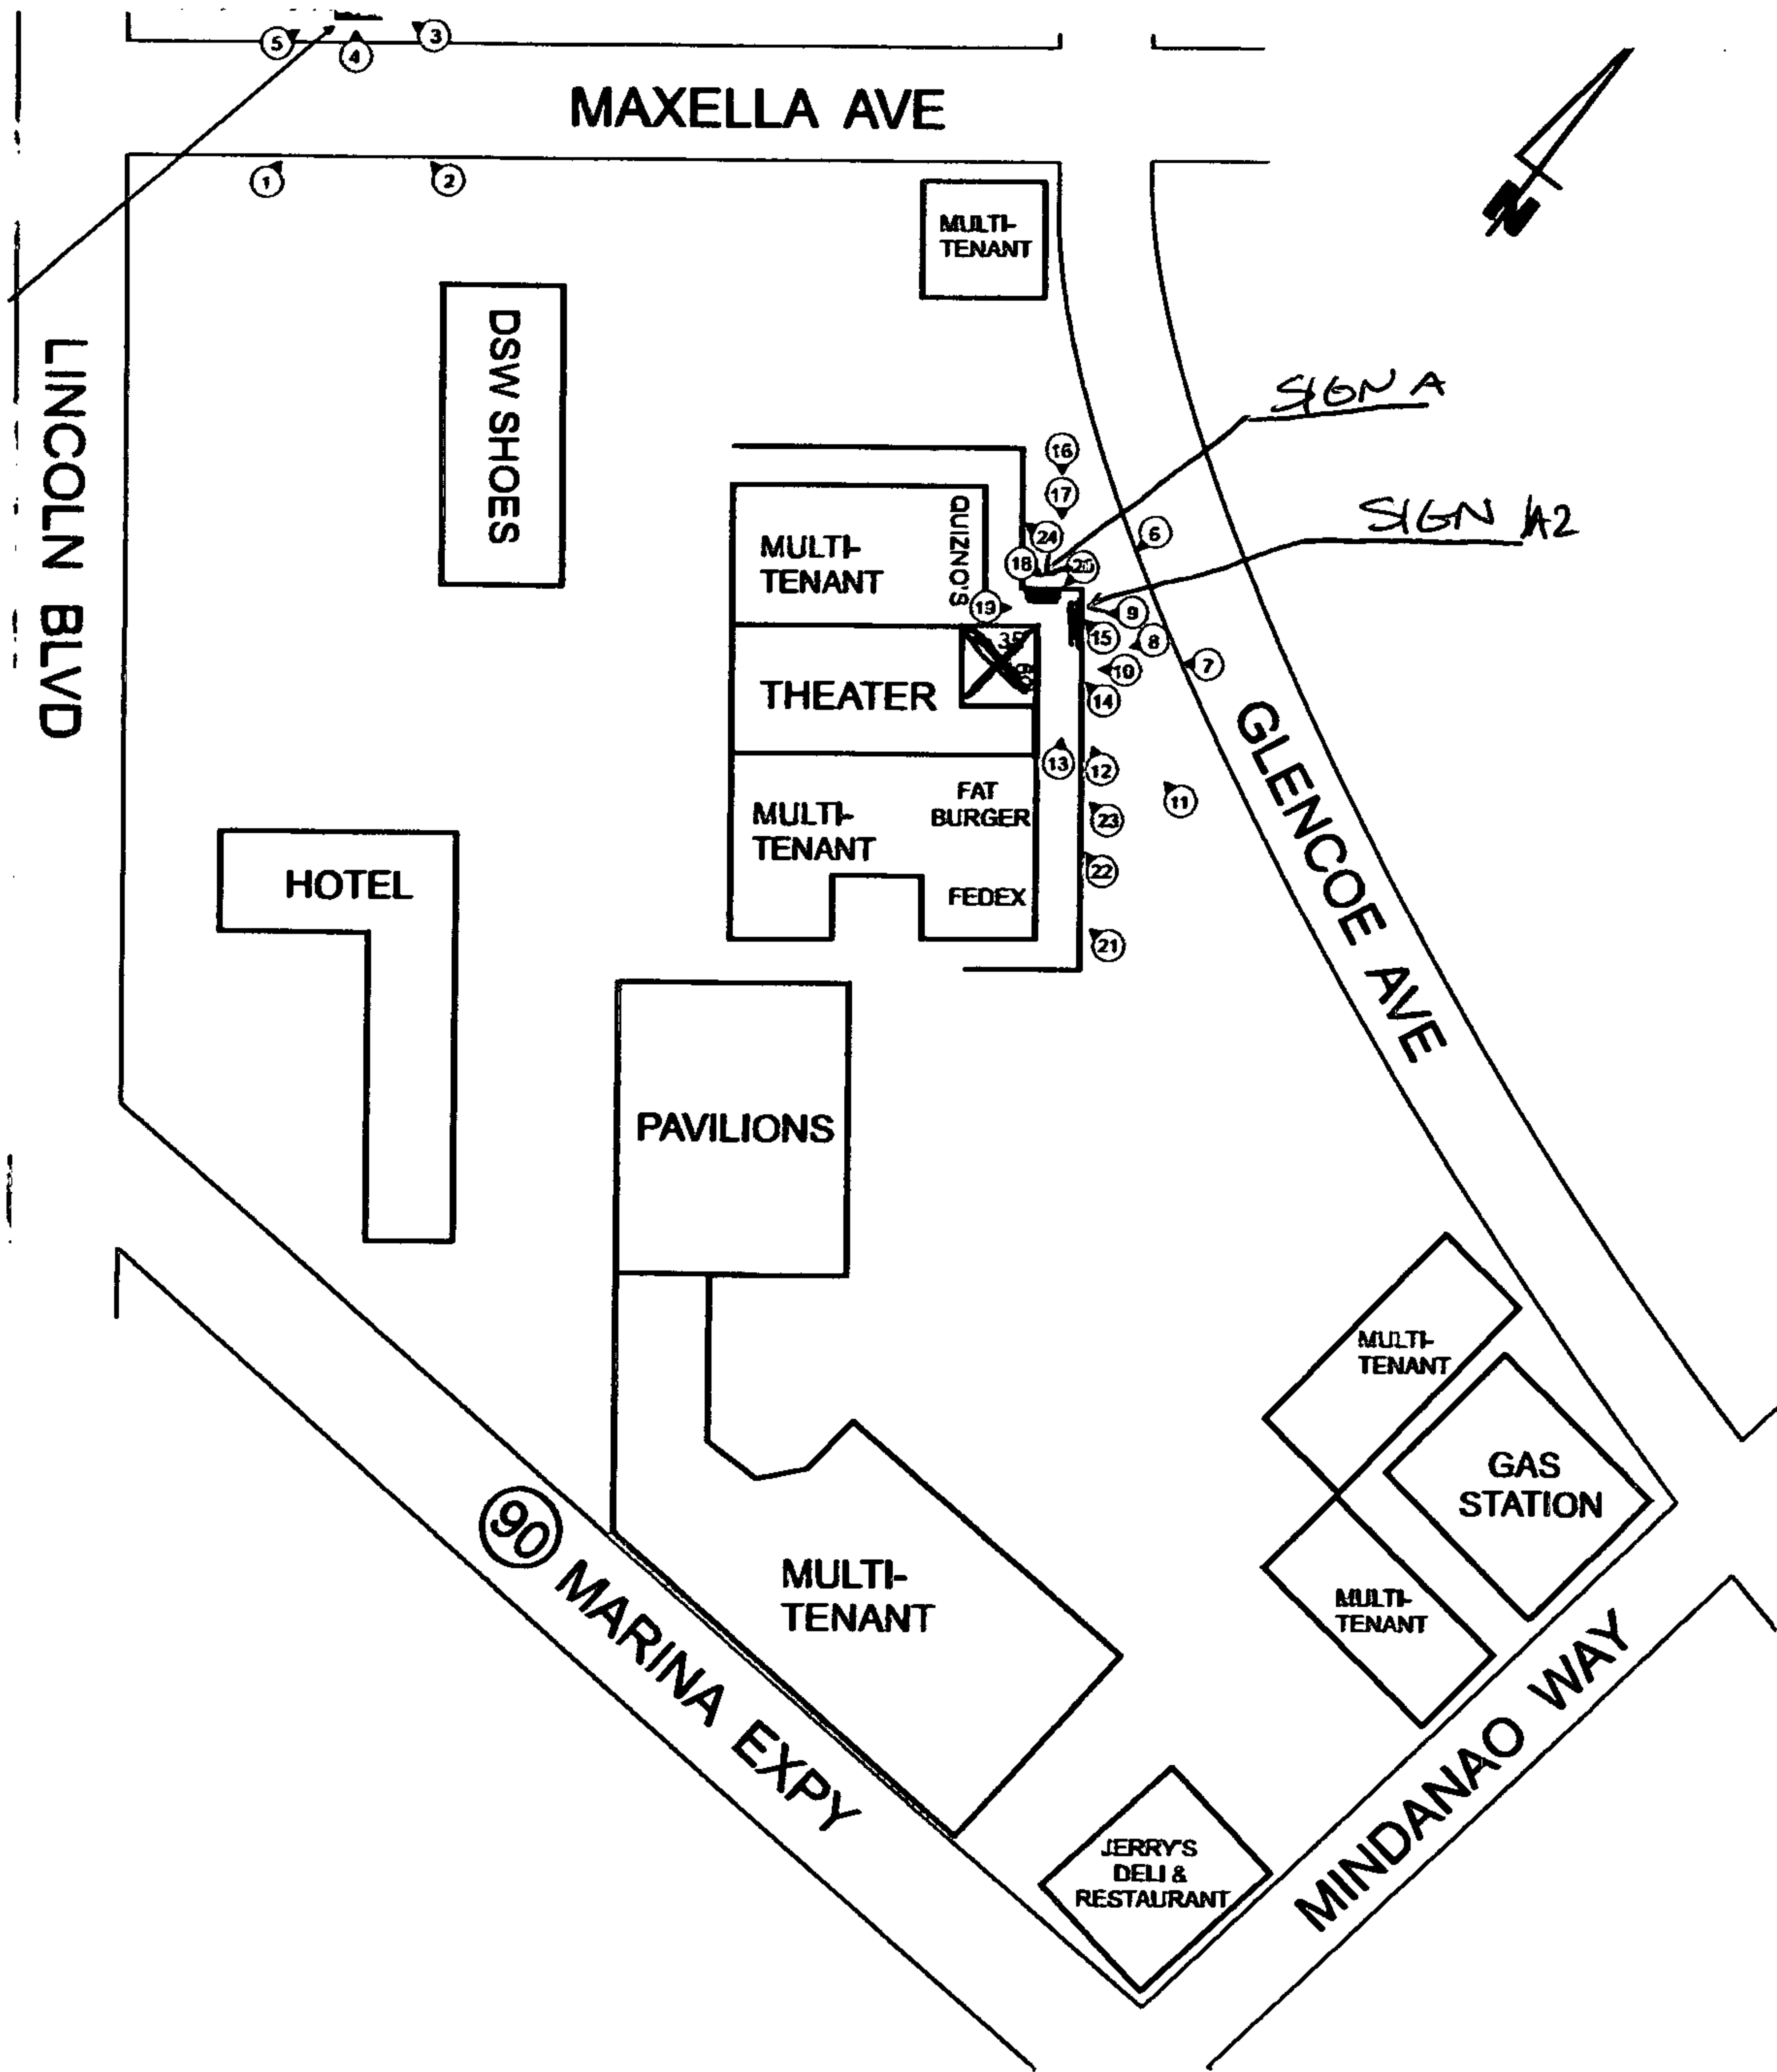 5
4
3
MAXELLA AVE
1
2
MULTI-
TENANT
N
LINCOLN BLVD
DSW SHOES
SIGN A
SIGN A2
16
17
24
6
18
20
QUIZNO'S
MULTI-
TENANT
19
9
15
8
35
7
10
THEATER
14
GLENCOE AVE
13
12
11
FAT
BURGER
23
MULTI-
TENANT
22
HOTEL
FEDEX
21
PAVILIONS
MULTI-
TENANT
GAS
STATION
90 MARINA EXPY
MULTI-
TENANT
MULTI-
TENANT
MINDANAO WAY
JERRY'S
DELI &
RESTAURANT